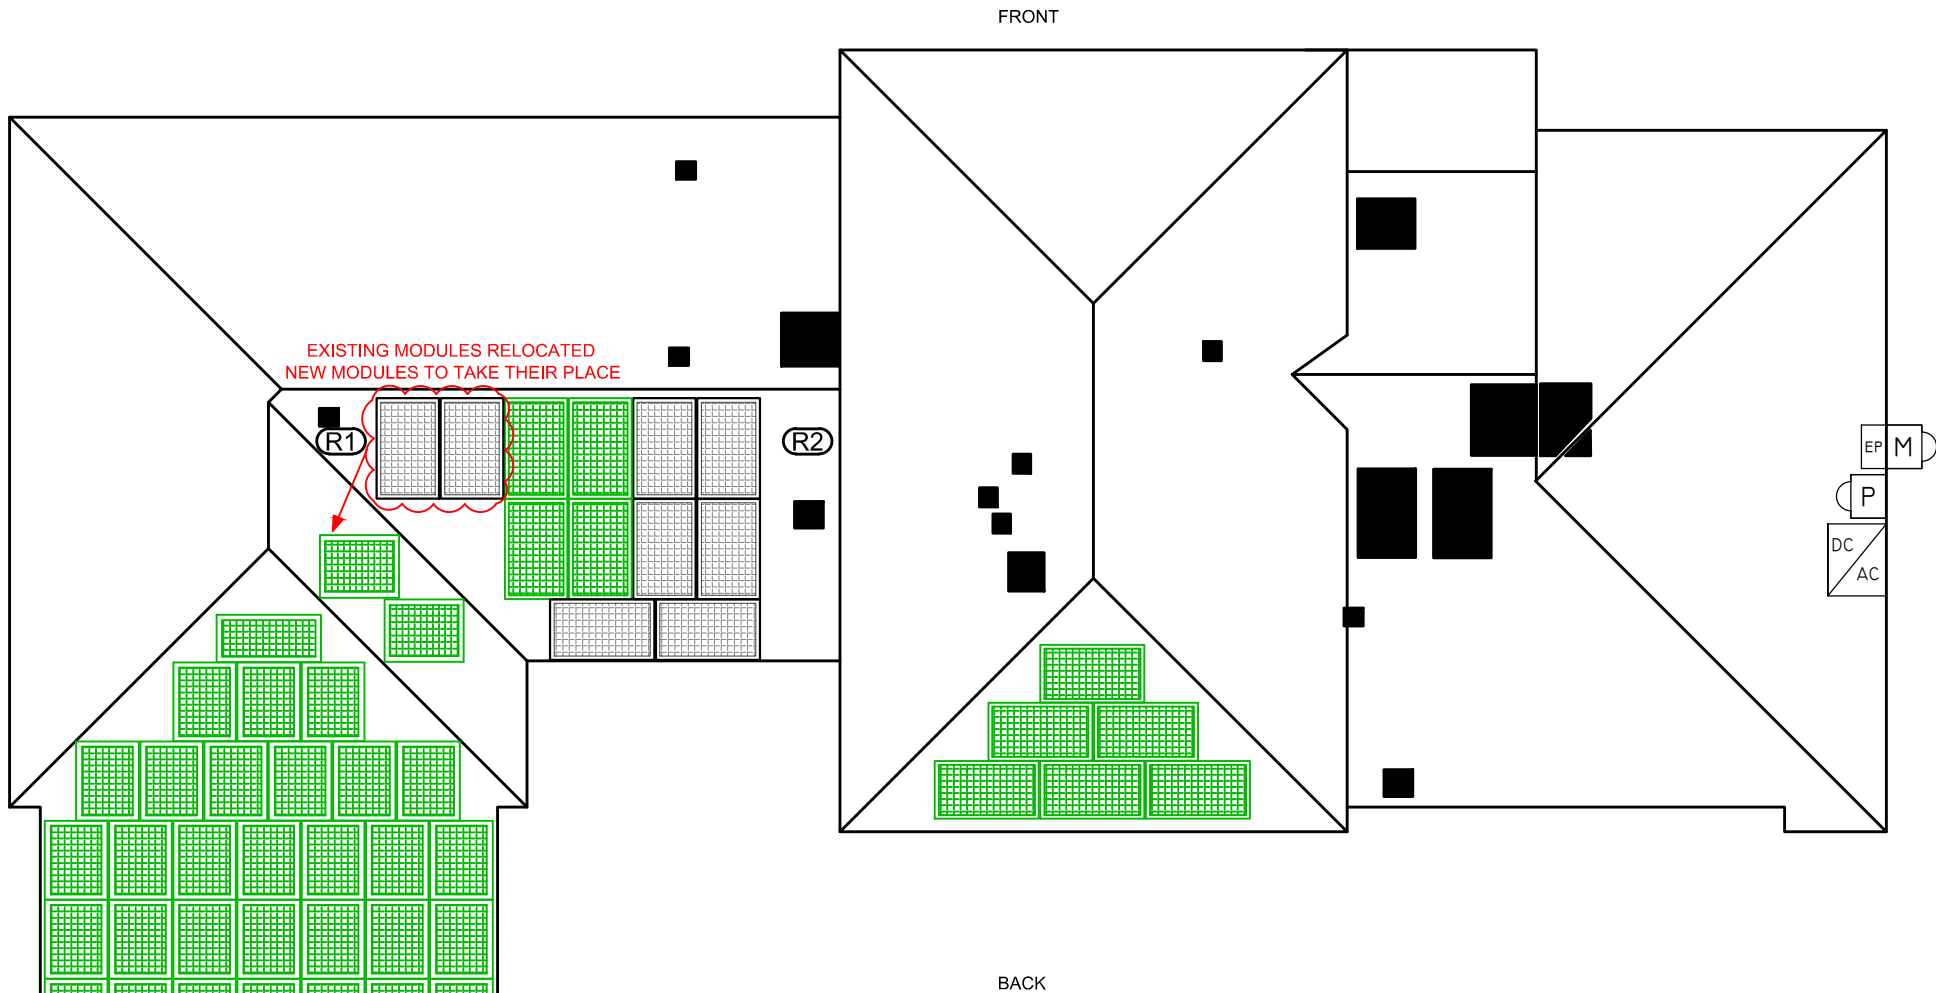 FRONT
EXISTING MODULES RELOCATED
NEW MODULES TO TAKE THEIR PLACE
R1
R2
EP
M
P
DC
AC
BACK